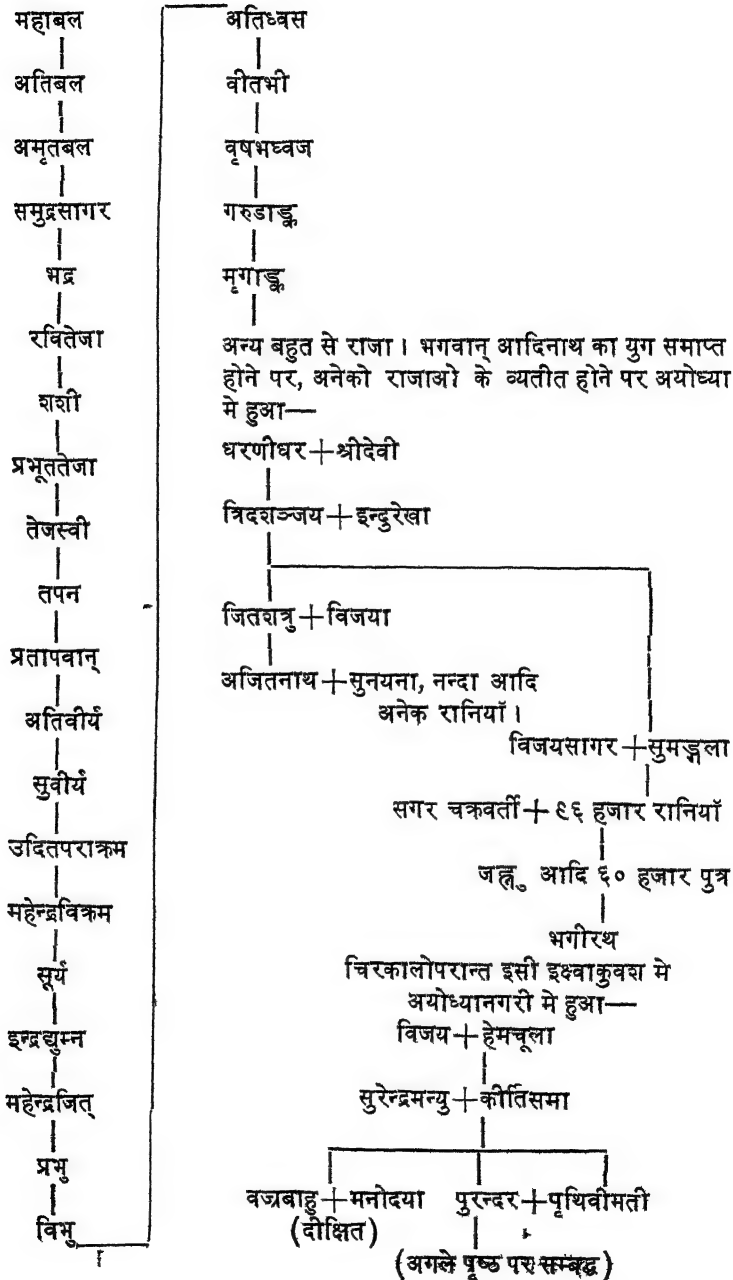 महाबल
अतिबल
अमृतबल
समुद्रसागर
भद्र
रवितेजा
शशी
प्रभूततेजा
तेजस्वी
तपन
प्रतापवान्
अतिवीर्य
सुवीर्य
उदितपराक्रम
महेन्द्रविक्रम
सूर्य
इन्द्रद्युम्न
महेन्द्रजित्
प्रभु
विभु
अतिध्वस
वीतभी
वृषभध्वज
गरुडाङ्क
मृगाङ्क
अन्य बहुत से राजा । भगवान् आदिनाथ का युग समाप्त
होने पर, अनेको राजाओ के व्यतीत होने पर अयोध्या
मे हुआ—
धरणीधर+श्रीदेवी
त्रिदशञ्जय+इन्दुरेखा
जितशत्रु+विजया
अजितनाथ+सुनयना, नन्दा आदि
अनेक रानियाँ ।
विजयसागर+सुमङ्गला
सगर चक्रवर्ती+९६ हजार रानियाँ
जह्नु आदि ६० हजार पुत्र
भगीरथ
चिरकालोपरान्त इसी इक्ष्वाकुवश मे
अयोध्यानगरी मे हुआ—
विजय+हेमचूला
सुरेन्द्रमन्यु+कीर्तिसमा
वज्रबाहु+मनोदया पुरन्दर+पृथिवीमती
(दीक्षित)
(अगले पृष्ठ पर सम्बद्ध)